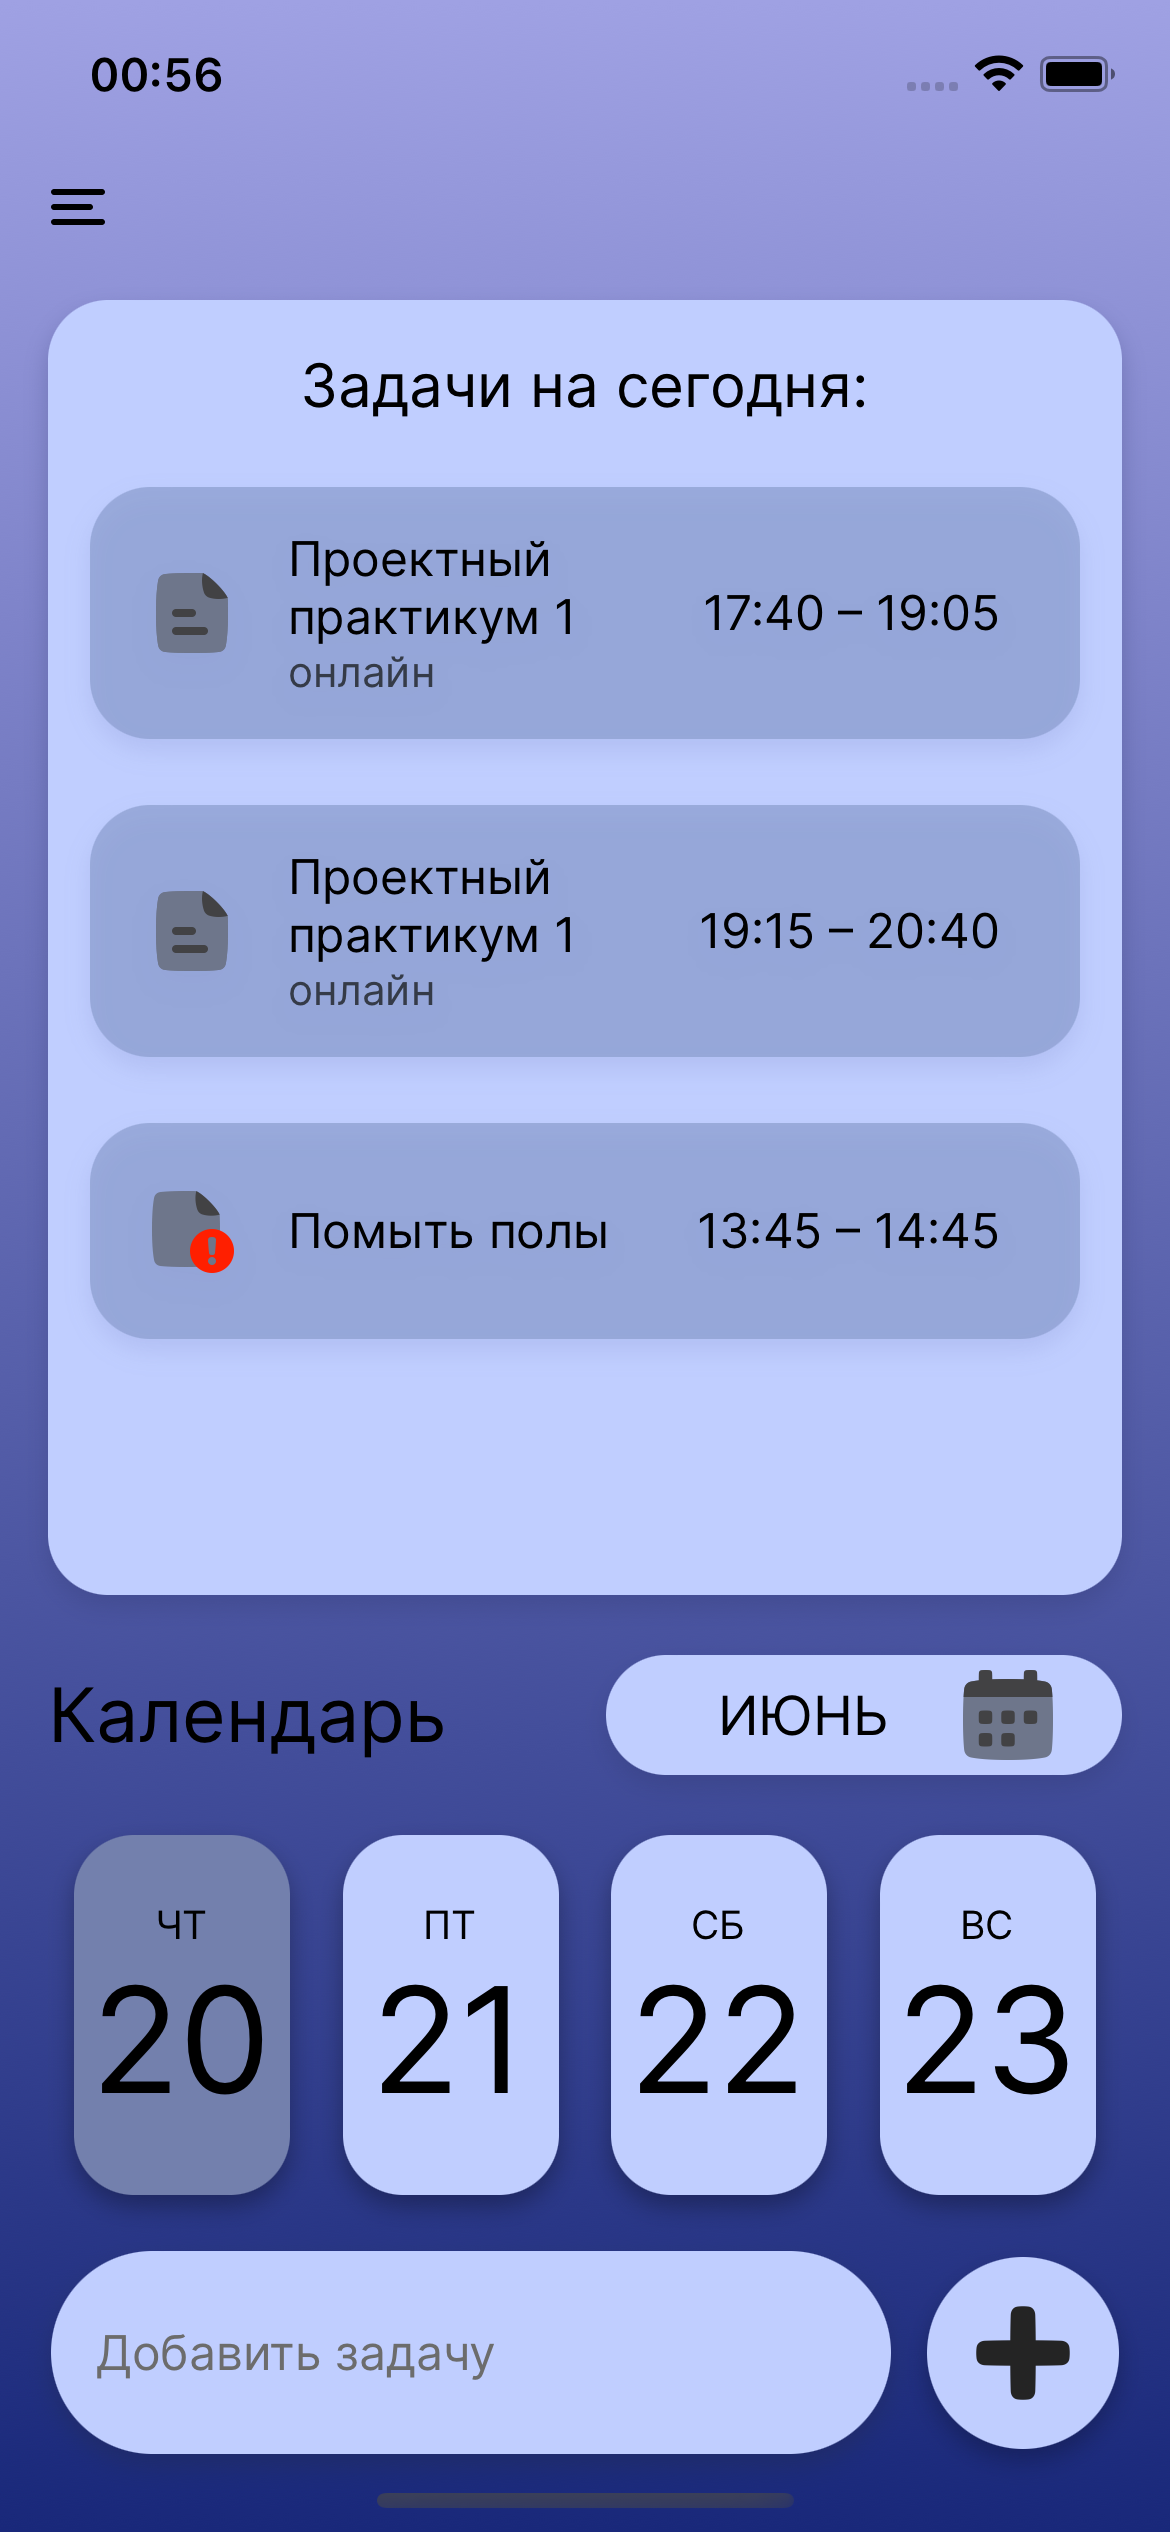 00:56
Задачи на сегодня:
Проектный
практикум 1
онлайн
17:40 – 19:05
Проектный
практикум 1
онлайн
19:15 – 20:40
Помыть полы
13:45 – 14:45
Календарь
ИЮНЬ
ЧТ
20
ПТ
21
СБ
22
ВС
23
Добавить задачу